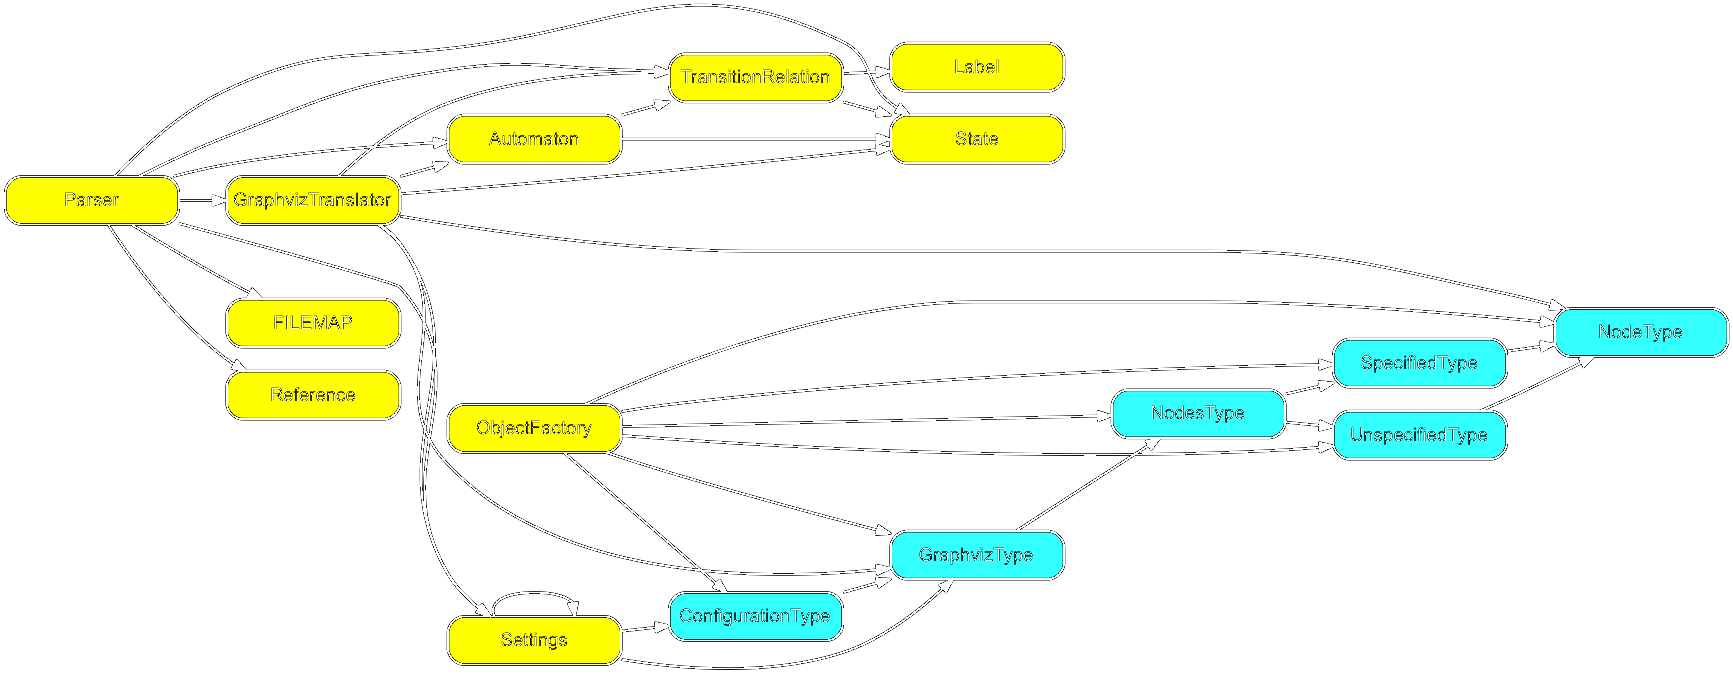 Label
TransitionRelation
Automaton
State
Parser
GraphvizTranslator
FILEMAP
NodeType
SpecifiedType
Reference
NodesType
ObjectFactory
UnspecifiedType
GraphvizType
ConfigurationType
Settings